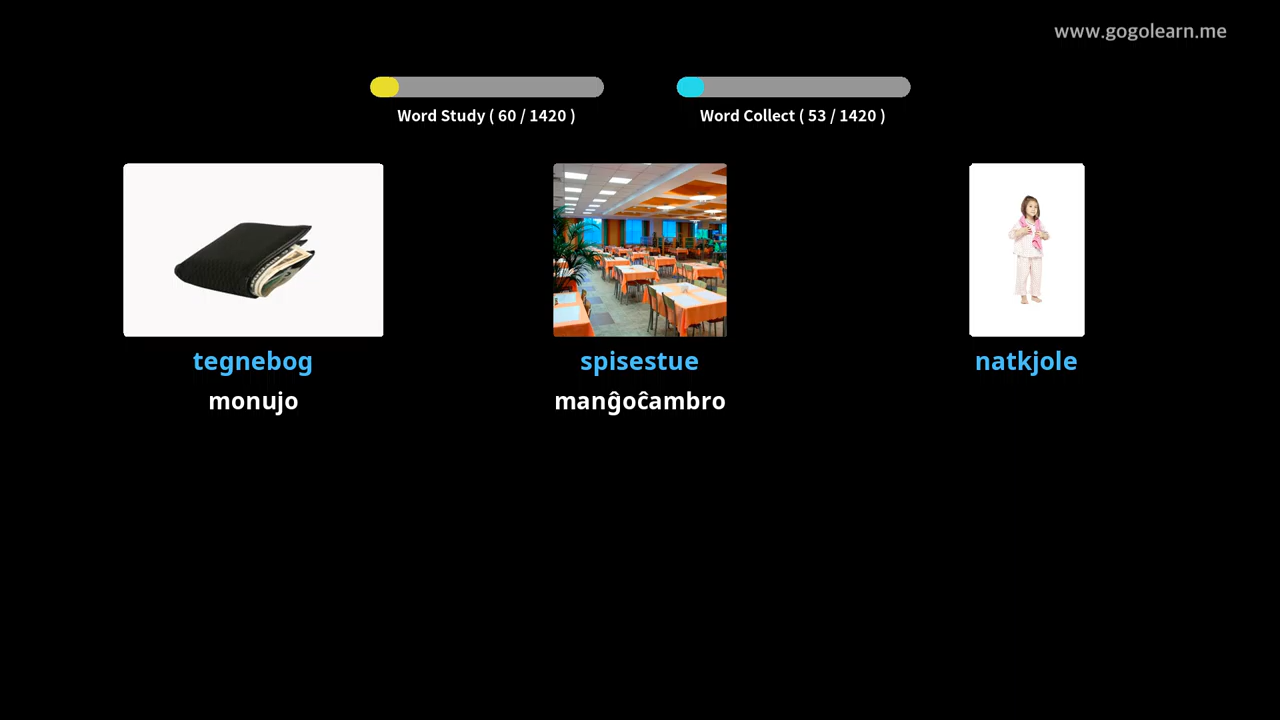 www.gogolearn.me
Word Study ( 60 / 1420 )
Word Collect ( 53 / 1420 )
tegnebog
monujo
spisestue
manĝoĉambro
natkjole